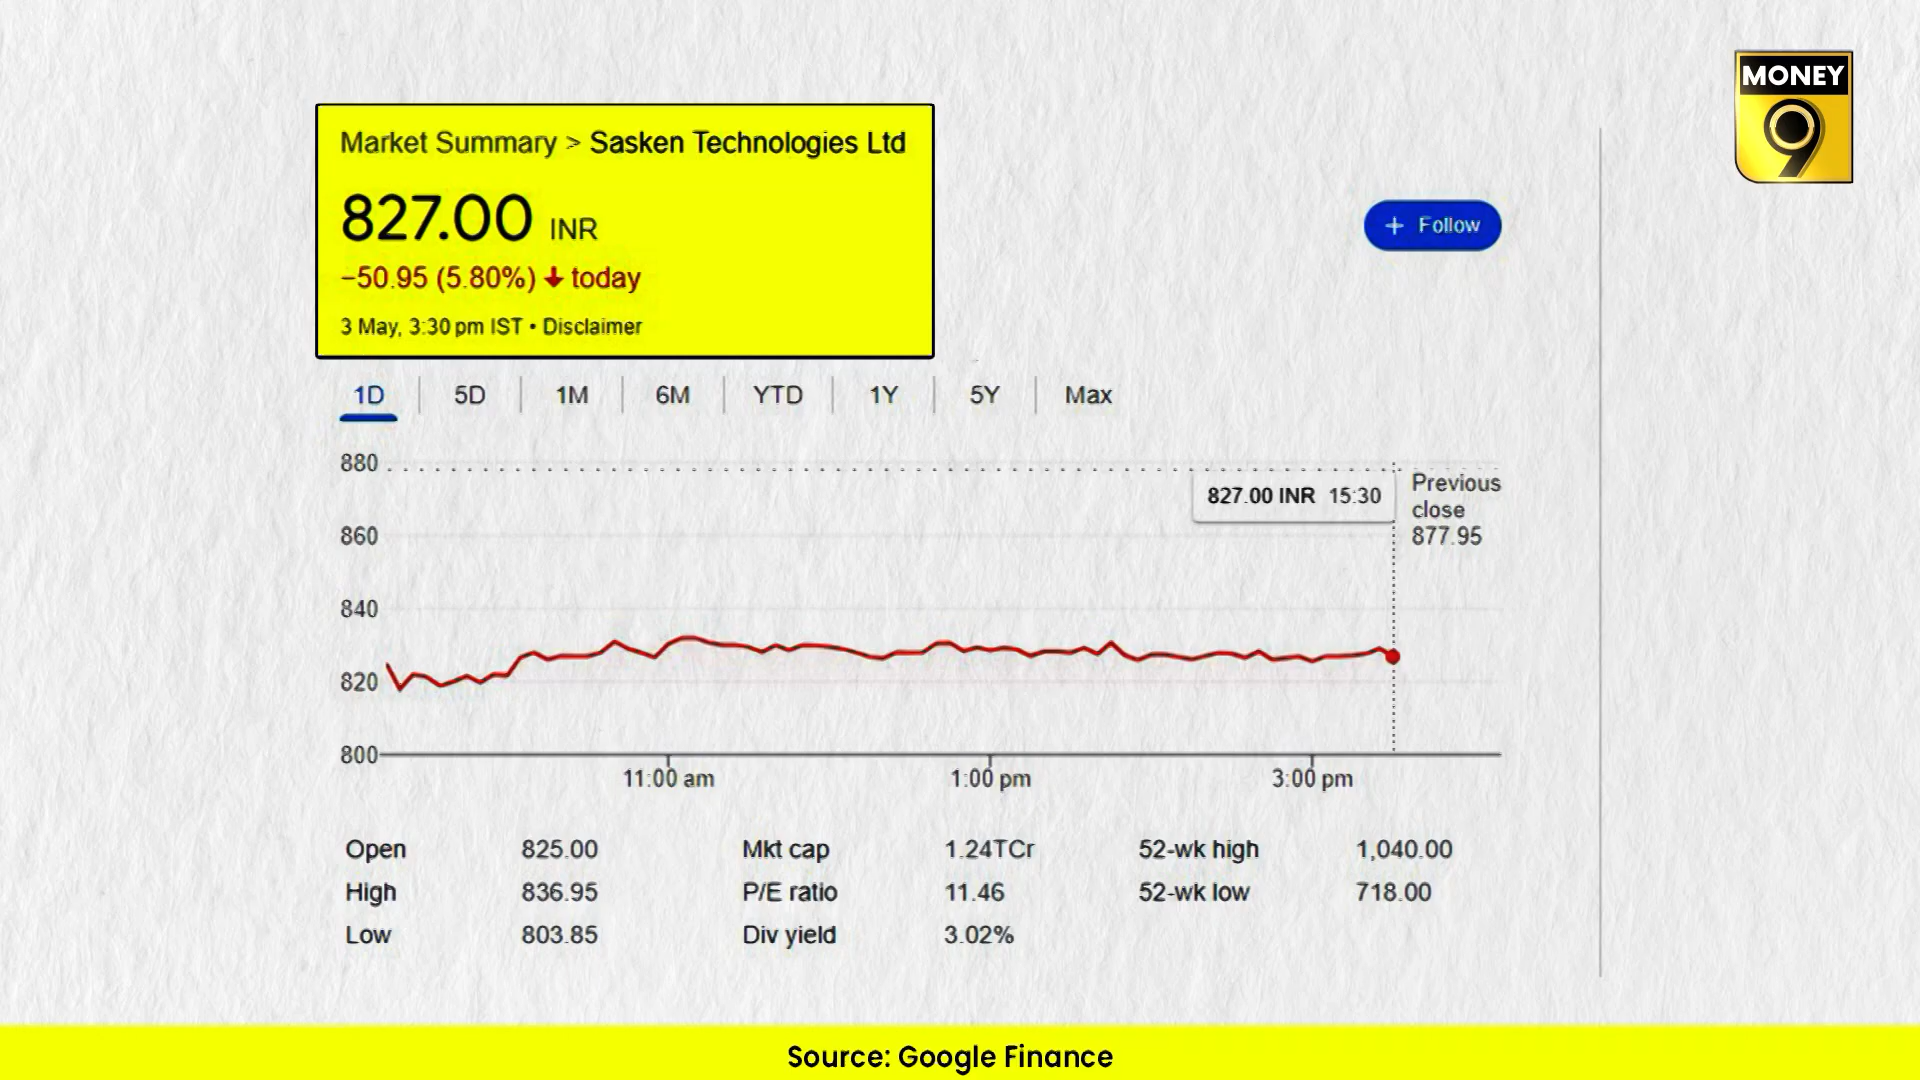 MONEY
9
Market Summary > Sasken Technologies Ltd
827.00 INR
−50.95 (5.80%) ↓ today
3 May, 3:30 pm IST • Disclaimer
+ Follow
1D 5D 1M 6M YTD 1Y 5Y Max
880
860
840
820
800
827.00 INR 15:30
Previous
close
877.95
11:00 am 1:00 pm 3:00 pm
Open 825.00 Mkt cap 1.24TCr 52-wk high 1,040.00
High 836.95 P/E ratio 11.46 52-wk low 718.00
Low 803.85 Div yield 3.02%
Source: Google Finance